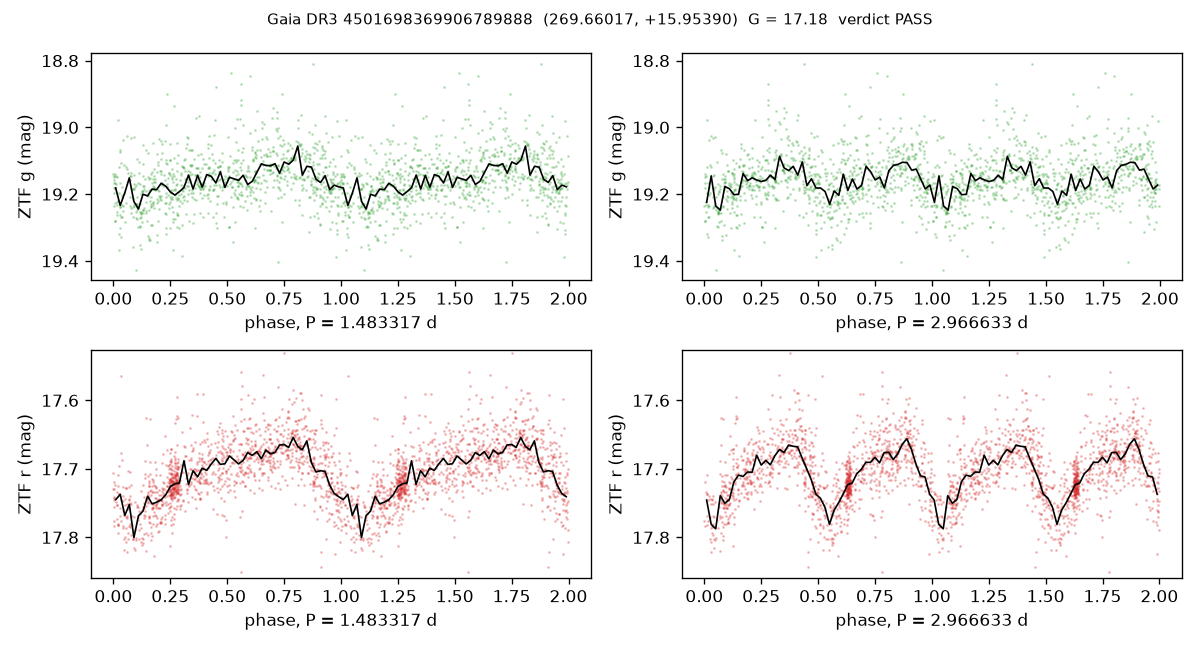 Gaia DR3 4501698369906789888  (269.66017, +15.95390)  G = 17.18  verdict PASS
ZTF g (mag)
18.8
19.0
19.2
19.4
0.00 0.25 0.50 0.75 1.00 1.25 1.50 1.75 2.00
phase, P = 1.483317 d
ZTF g (mag)
18.8
19.0
19.2
19.4
0.00 0.25 0.50 0.75 1.00 1.25 1.50 1.75 2.00
phase, P = 2.966633 d
ZTF r (mag)
17.6
17.7
17.8
0.00 0.25 0.50 0.75 1.00 1.25 1.50 1.75 2.00
phase, P = 1.483317 d
ZTF r (mag)
17.6
17.7
17.8
0.00 0.25 0.50 0.75 1.00 1.25 1.50 1.75 2.00
phase, P = 2.966633 d